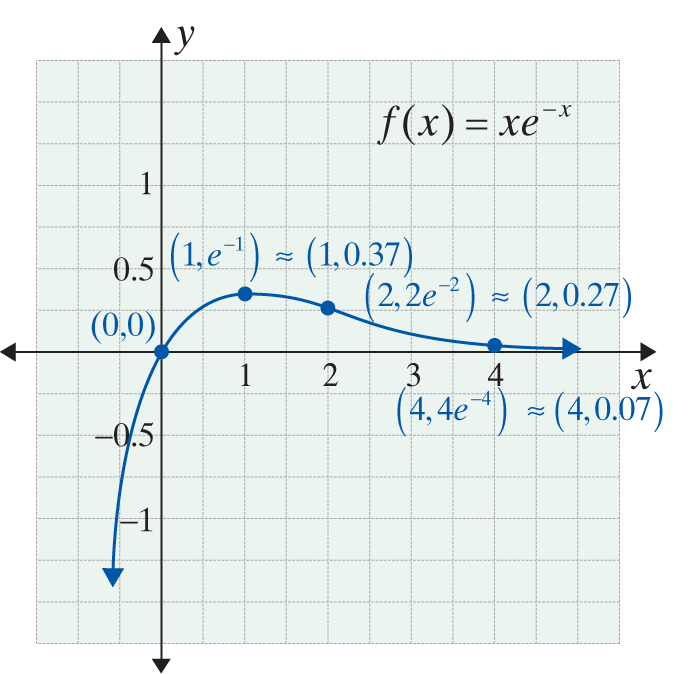 y
f(x) = xe⁻ˣ
1
(1, e⁻¹) ≈ (1, 0.37)
0.5
(2, 2e⁻²) ≈ (2, 0.27)
(0,0)
1 2 3 4 x
(4, 4e⁻⁴) ≈ (4, 0.07)
–0.5
–1